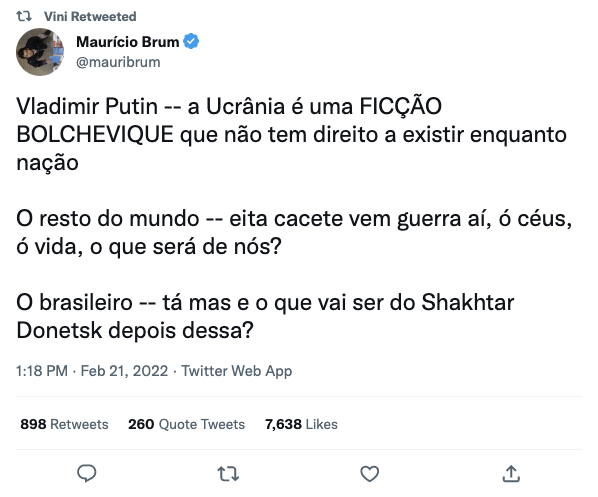 Vini Retweeted
Maurício Brum
@mauribrum
Vladimir Putin -- a Ucrânia é uma FICÇÃO
BOLCHEVIQUE que não tem direito a existir enquanto
nação
O resto do mundo -- eita cacete vem guerra aí, ó céus,
ó vida, o que será de nós?
O brasileiro -- tá mas e o que vai ser do Shakhtar
Donetsk depois dessa?
1:18 PM · Feb 21, 2022 · Twitter Web App
898 Retweets 260 Quote Tweets 7,638 Likes